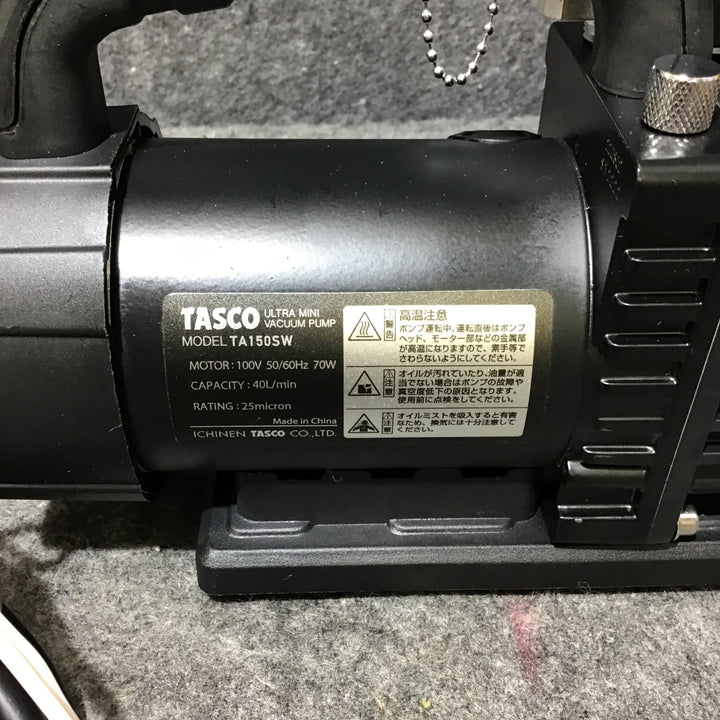 TASCO ULTRA MINI VACUUM PUMP
MODEL TA150SW
MOTOR : 100V 50/60Hz 70W
CAPACITY : 40L/min
RATING : 25micron
Made in China
ICHINEN TASCO CO.,LTD.
警告
高温注意
ポンプ運転中、運転直後はポンプ
ヘッド、モーター部などの金属部
が高温になりますので、素手等で
さわらないようにしてください。
注意
オイルが汚れていたり、油量が適
当でない場合はポンプの故障や
真空度低下の原因となります。
使用前に点検をしてください。
注意
オイルミストを吸入すると有害
なため、換気には十分注意して
ください。